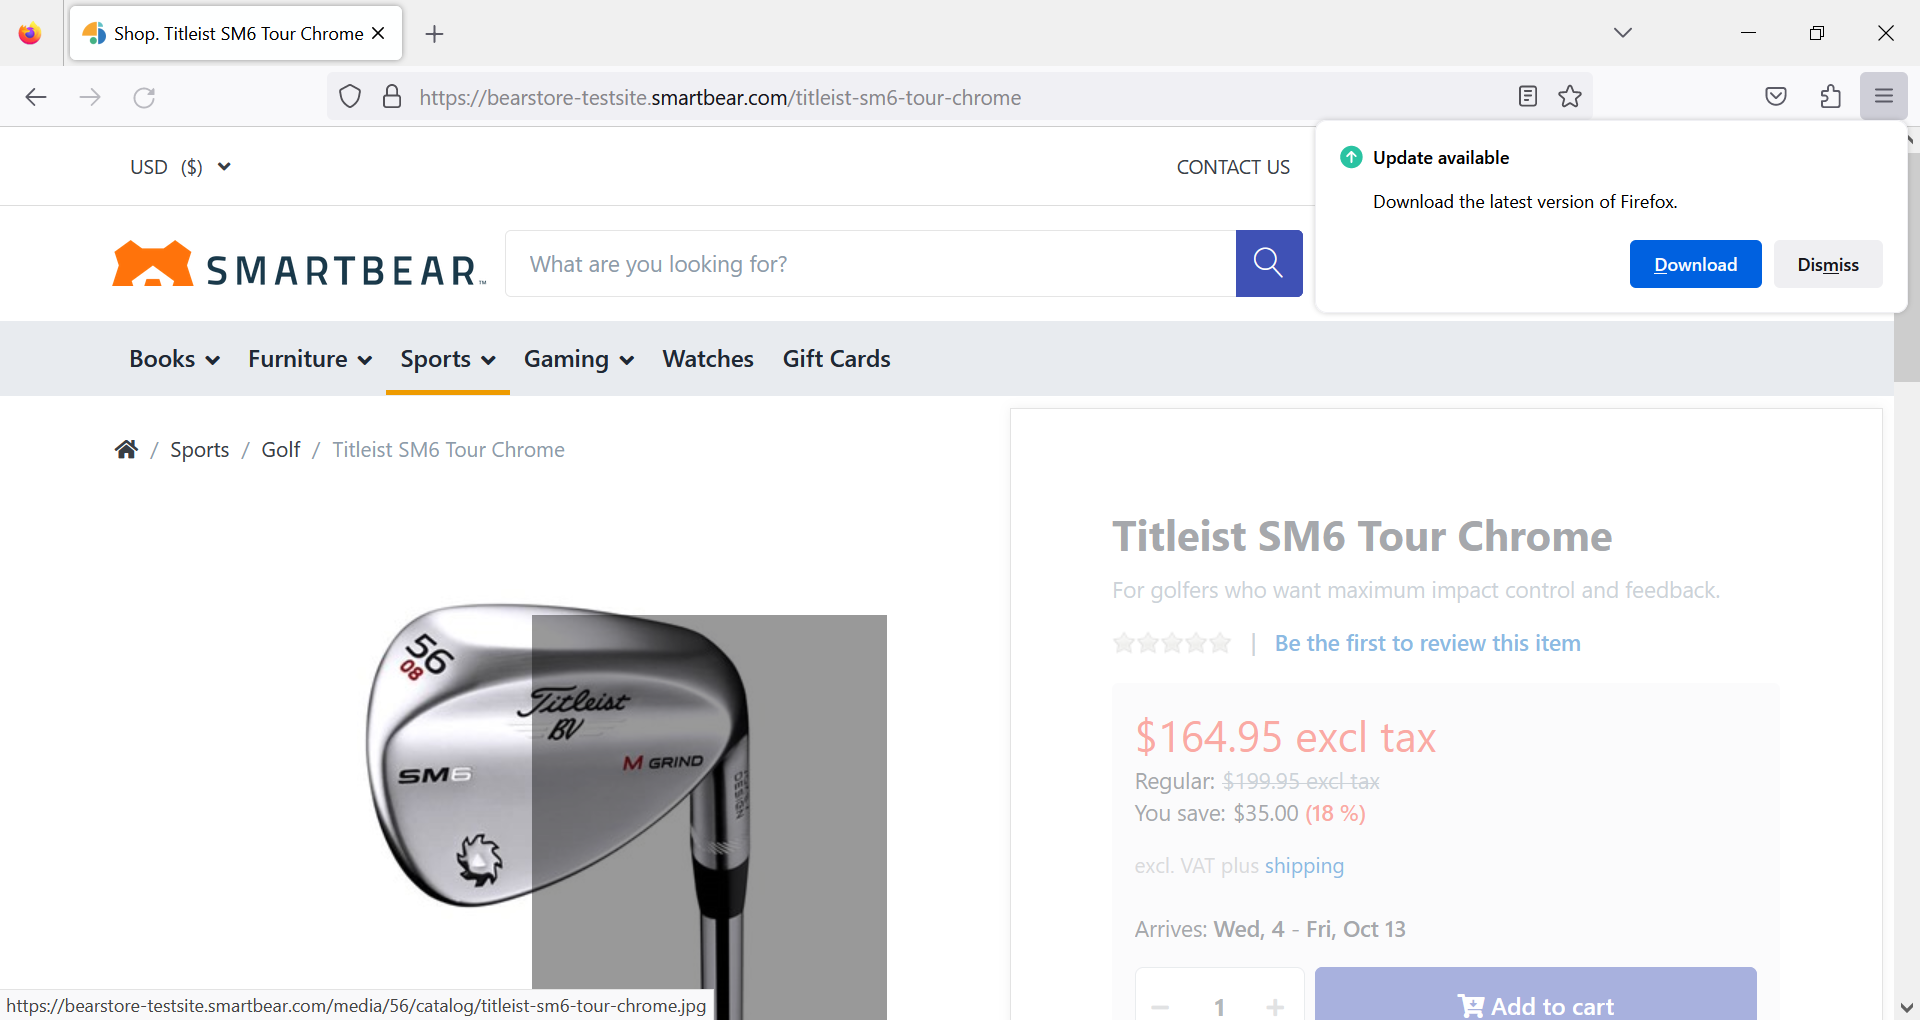 Shop. Titleist SM6 Tour Chrome
https://bearstore-testsite.smartbear.com/titleist-sm6-tour-chrome
Update available
Download the latest version of Firefox.
Download
Dismiss
USD ($)
CONTACT US
SMARTBEAR™
What are you looking for?
Books
Furniture
Sports
Gaming
Watches
Gift Cards
/ Sports / Golf / Titleist SM6 Tour Chrome
56
08
Titleist
BV
M GRIND
SM6
Titleist SM6 Tour Chrome
For golfers who want maximum impact control and feedback.
| Be the first to review this item
$164.95 excl tax
Regular: $199.95 excl tax
You save: $35.00 (18 %)
excl. VAT plus shipping
Arrives: Wed, 4 - Fri, Oct 13
1
Add to cart
https://bearstore-testsite.smartbear.com/media/56/catalog/titleist-sm6-tour-chrome.jpg